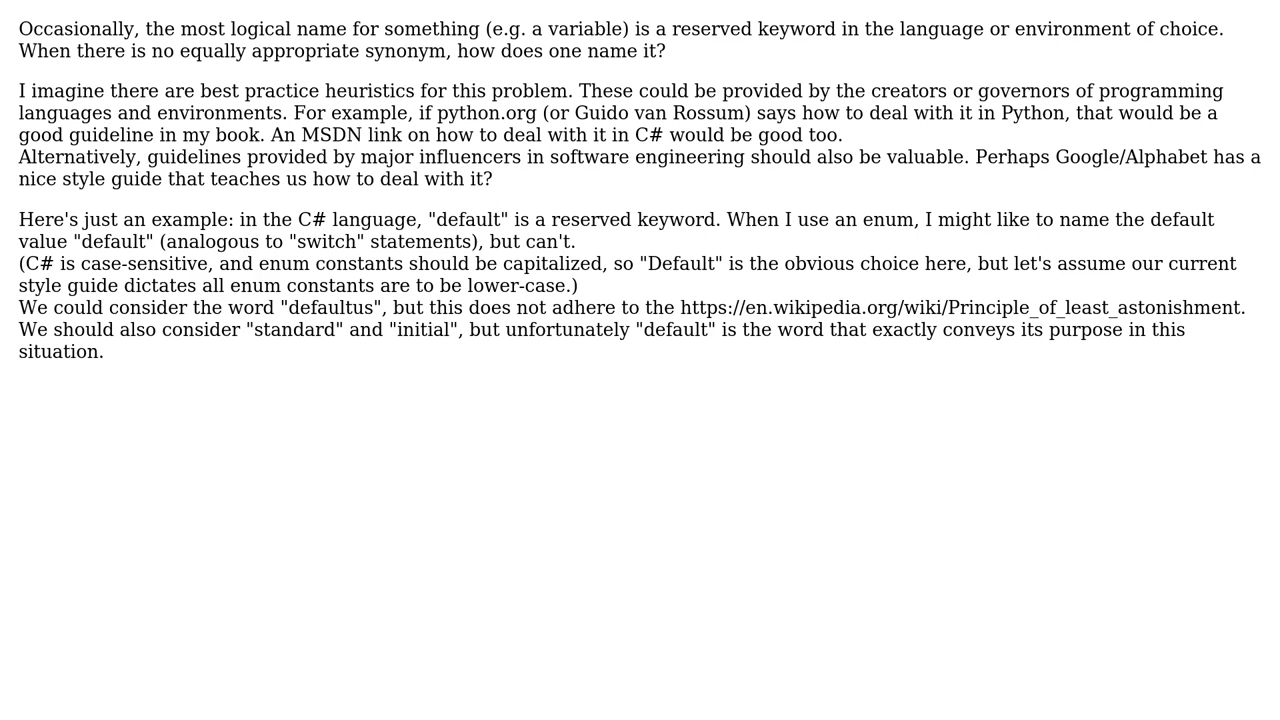 Occasionally, the most logical name for something (e.g. a variable) is a reserved keyword in the language or environment of choice.
When there is no equally appropriate synonym, how does one name it?
I imagine there are best practice heuristics for this problem. These could be provided by the creators or governors of programming
languages and environments. For example, if python.org (or Guido van Rossum) says how to deal with it in Python, that would be a
good guideline in my book. An MSDN link on how to deal with it in C# would be good too.
Alternatively, guidelines provided by major influencers in software engineering should also be valuable. Perhaps Google/Alphabet has a
nice style guide that teaches us how to deal with it?
Here's just an example: in the C# language, "default" is a reserved keyword. When I use an enum, I might like to name the default
value "default" (analogous to "switch" statements), but can't.
(C# is case-sensitive, and enum constants should be capitalized, so "Default" is the obvious choice here, but let's assume our current
style guide dictates all enum constants are to be lower-case.)
We could consider the word "defaultus", but this does not adhere to the https://en.wikipedia.org/wiki/Principle_of_least_astonishment.
We should also consider "standard" and "initial", but unfortunately "default" is the word that exactly conveys its purpose in this
situation.